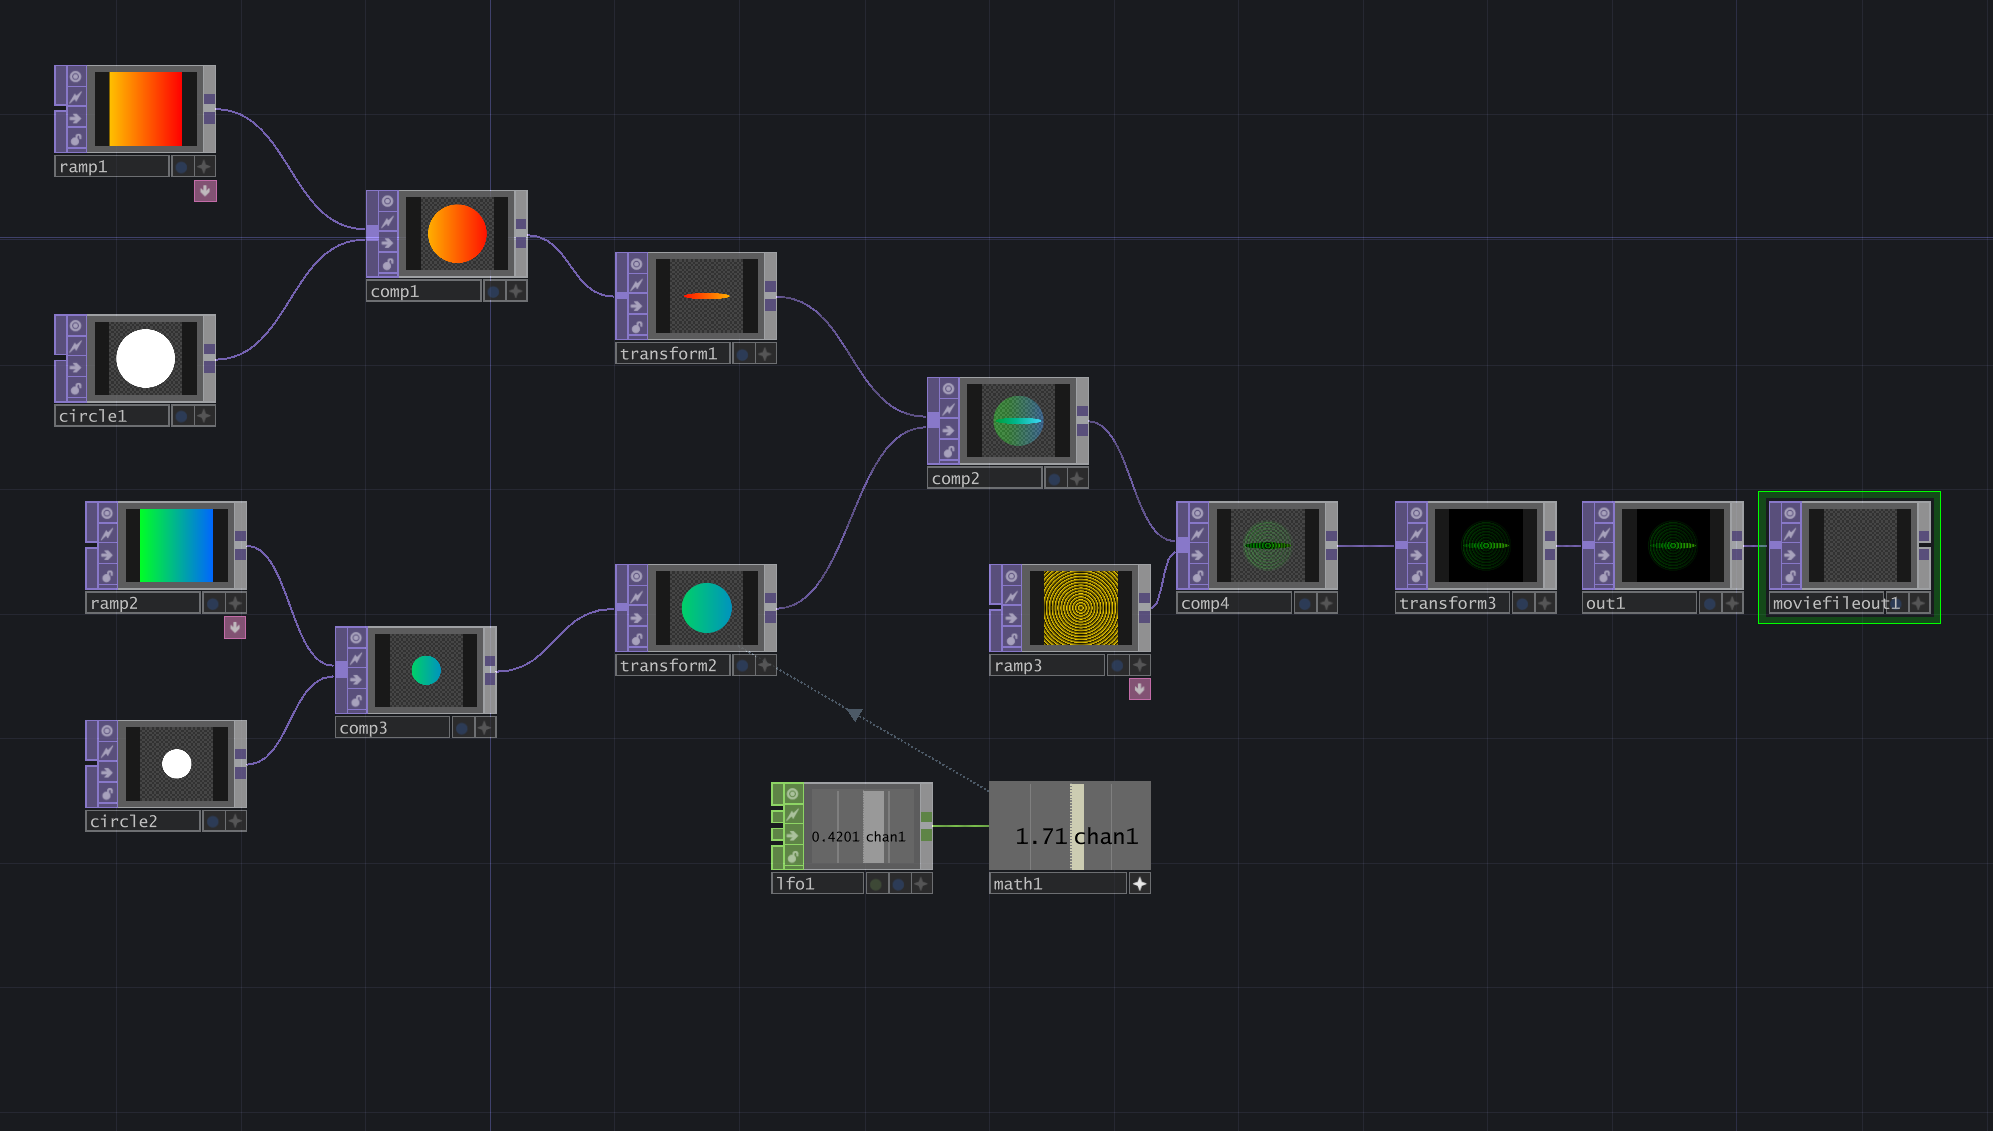 ramp1
comp1
circle1
transform1
comp2
ramp2
comp3
circle2
transform2
ramp3
comp4
transform3
out1
moviefileout1
0.4201 chan1
lfo1
1.71 chan1
math1